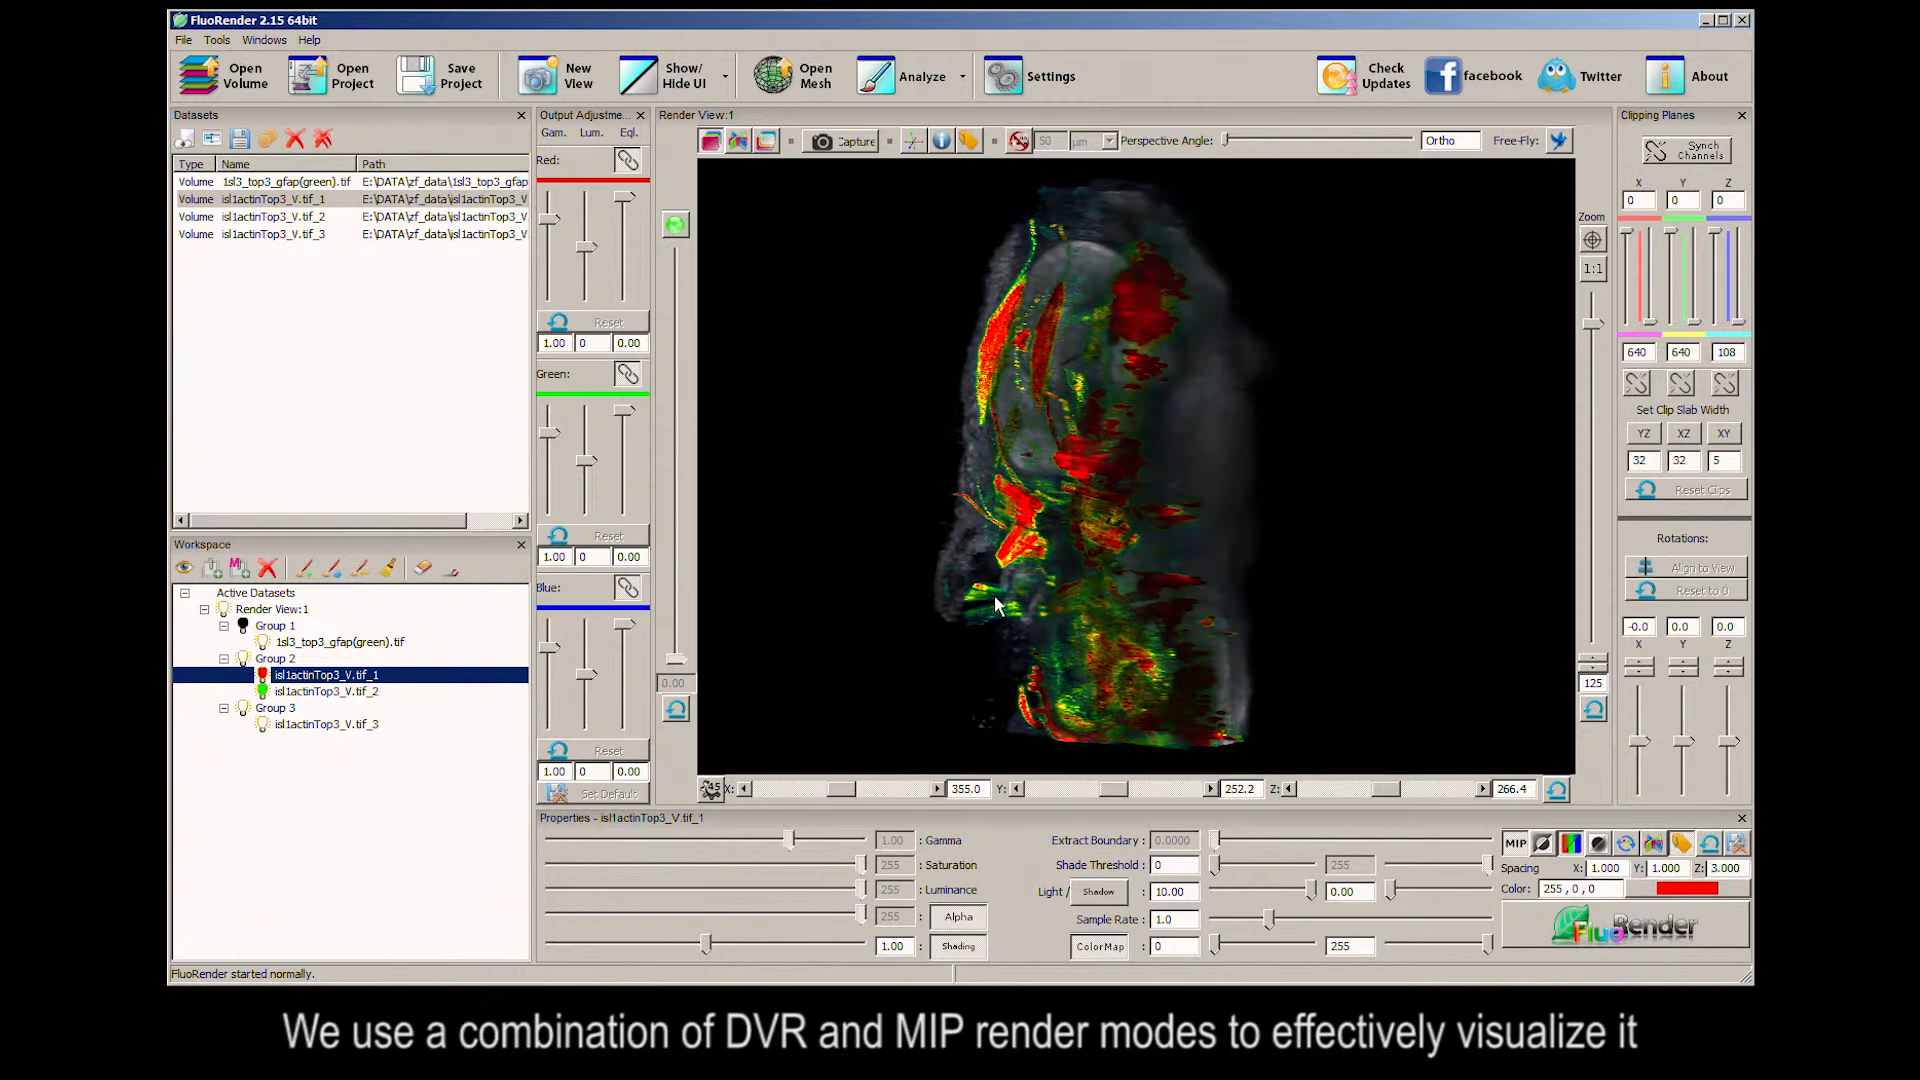 FluoRender 2.15 64bit
File Tools Windows Help
Open Volume
Open Project
Save Project
New View
Show/ Hide UI
Open Mesh
Analyze
Settings
Check Updates
facebook
Twitter
About
Datasets
Type Name Path
Volume 1sl3_top3_gfap(green).tif E:\DATA\zf_data\1sl3_top3_gfap
Volume isl1actinTop3_V.tif_1 E:\DATA\zf_data\isl1actinTop3_V
Volume isl1actinTop3_V.tif_2 E:\DATA\zf_data\isl1actinTop3_V
Volume isl1actinTop3_V.tif_3 E:\DATA\zf_data\isl1actinTop3_V
Workspace
Active Datasets
Render View:1
Group 1
1sl3_top3_gfap(green).tif
Group 2
isl1actinTop3_V.tif_1
isl1actinTop3_V.tif_2
Group 3
isl1actinTop3_V.tif_3
Output Adjustme...
Gam. Lum. Eql.
Red:
Reset
1.00 0 0.00
Green:
Reset
1.00 0 0.00
Blue:
Reset
1.00 0 0.00
Set Default
Render View:1
Capture
50 μm
Perspective Angle:
Ortho
Free-Fly:
0.00
Zoom
1:1
125
45 X: 355.0 Y: 252.2 Z: 266.4
Clipping Planes
Synch Channels
X Y Z
0 0 0
640 640 108
Set Clip Slab Width
YZ XZ XY
32 32 5
Reset Clips
Rotations:
Align to View
Reset to 0
-0.0 0.0 0.0
X Y Z
Properties - isl1actinTop3_V.tif_1
1.00 : Gamma
255 : Saturation
255 : Luminance
255 : Alpha
1.00 : Shading
Extract Boundary : 0.0000
Shade Threshold : 0 255
Light / Shadow : 10.00 0.00
Sample Rate : 1.0
ColorMap : 0 255
MIP
Spacing X: 1.000 Y: 1.000 Z: 3.000
Color: 255 , 0 , 0
FluoRender
FluoRender started normally.
We use a combination of DVR and MIP render modes to effectively visualize it